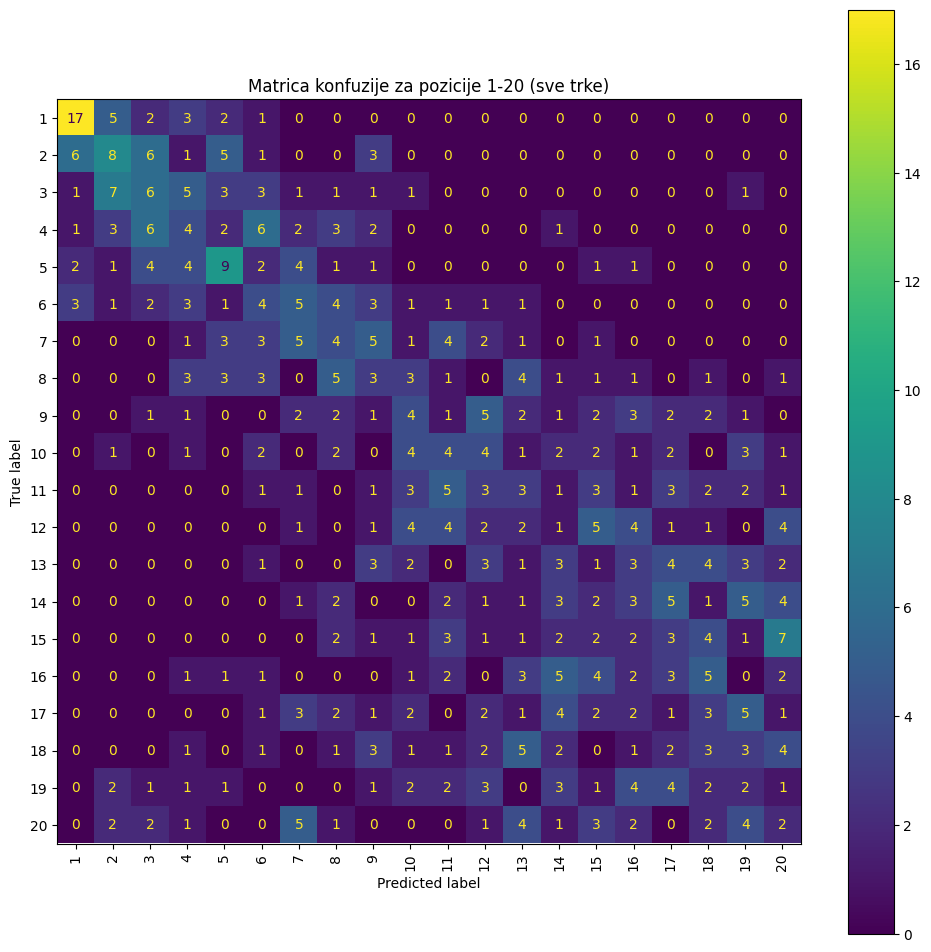 Matrica konfuzije za pozicije 1-20 (sve trke)
1 17 5 2 3 2 1 0 0 0 0 0 0 0 0 0 0 0 0 0 0
2 6 8 6 1 5 1 0 0 3 0 0 0 0 0 0 0 0 0 0 0
3 1 7 6 5 3 3 1 1 1 1 0 0 0 0 0 0 0 0 1 0
4 1 3 6 4 2 6 2 3 2 0 0 0 0 1 0 0 0 0 0 0
5 2 1 4 4 9 2 4 1 1 0 0 0 0 0 1 1 0 0 0 0
6 3 1 2 3 1 4 5 4 3 1 1 1 1 0 0 0 0 0 0 0
7 0 0 0 1 3 3 5 4 5 1 4 2 1 0 1 0 0 0 0 0
8 0 0 0 3 3 3 0 5 3 3 1 0 4 1 1 1 0 1 0 1
9 0 0 1 1 0 0 2 2 1 4 1 5 2 1 2 3 2 2 1 0
10 0 1 0 1 0 2 0 2 0 4 4 4 1 2 2 1 2 0 3 1
11 0 0 0 0 0 1 1 0 1 3 5 3 3 1 3 1 3 2 2 1
12 0 0 0 0 0 0 1 0 1 4 4 2 2 1 5 4 1 1 0 4
13 0 0 0 0 0 1 0 0 3 2 0 3 1 3 1 3 4 4 3 2
14 0 0 0 0 0 0 1 2 0 0 2 1 1 3 2 3 5 1 5 4
15 0 0 0 0 0 0 0 2 1 1 3 1 1 2 2 2 3 4 1 7
16 0 0 0 1 1 1 0 0 0 1 2 0 3 5 4 2 3 5 0 2
17 0 0 0 0 0 1 3 2 1 2 0 2 1 4 2 2 1 3 5 1
18 0 0 0 1 0 1 0 1 3 1 1 2 5 2 0 1 2 3 3 4
19 0 2 1 1 1 0 0 0 1 2 2 3 0 3 1 4 4 2 2 1
20 0 2 2 1 0 0 5 1 0 0 0 1 4 1 3 2 0 2 4 2
1 2 3 4 5 6 7 8 9 10 11 12 13 14 15 16 17 18 19 20
Predicted label
True label
16
14
12
10
8
6
4
2
0